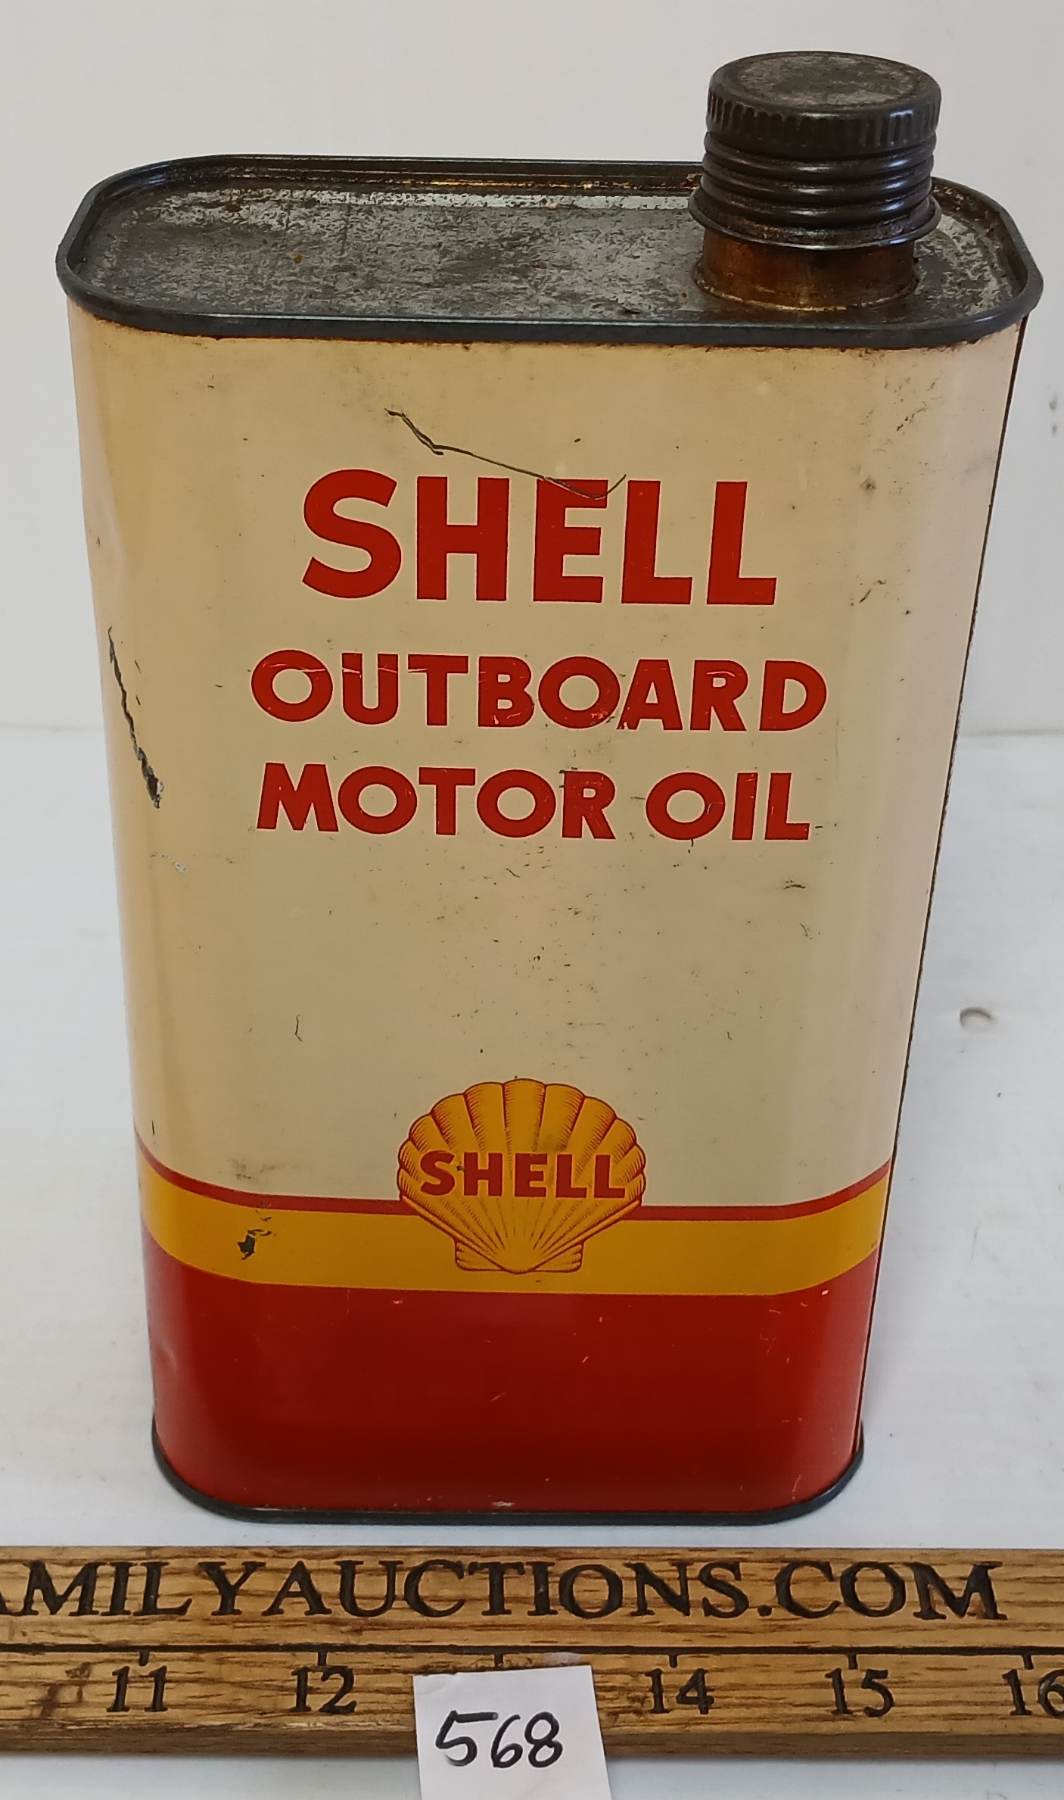 SHELL
OUTBOARD
MOTOR OIL
SHELL
AMILYAUCTIONS.COM
11 12 14 15 16
568